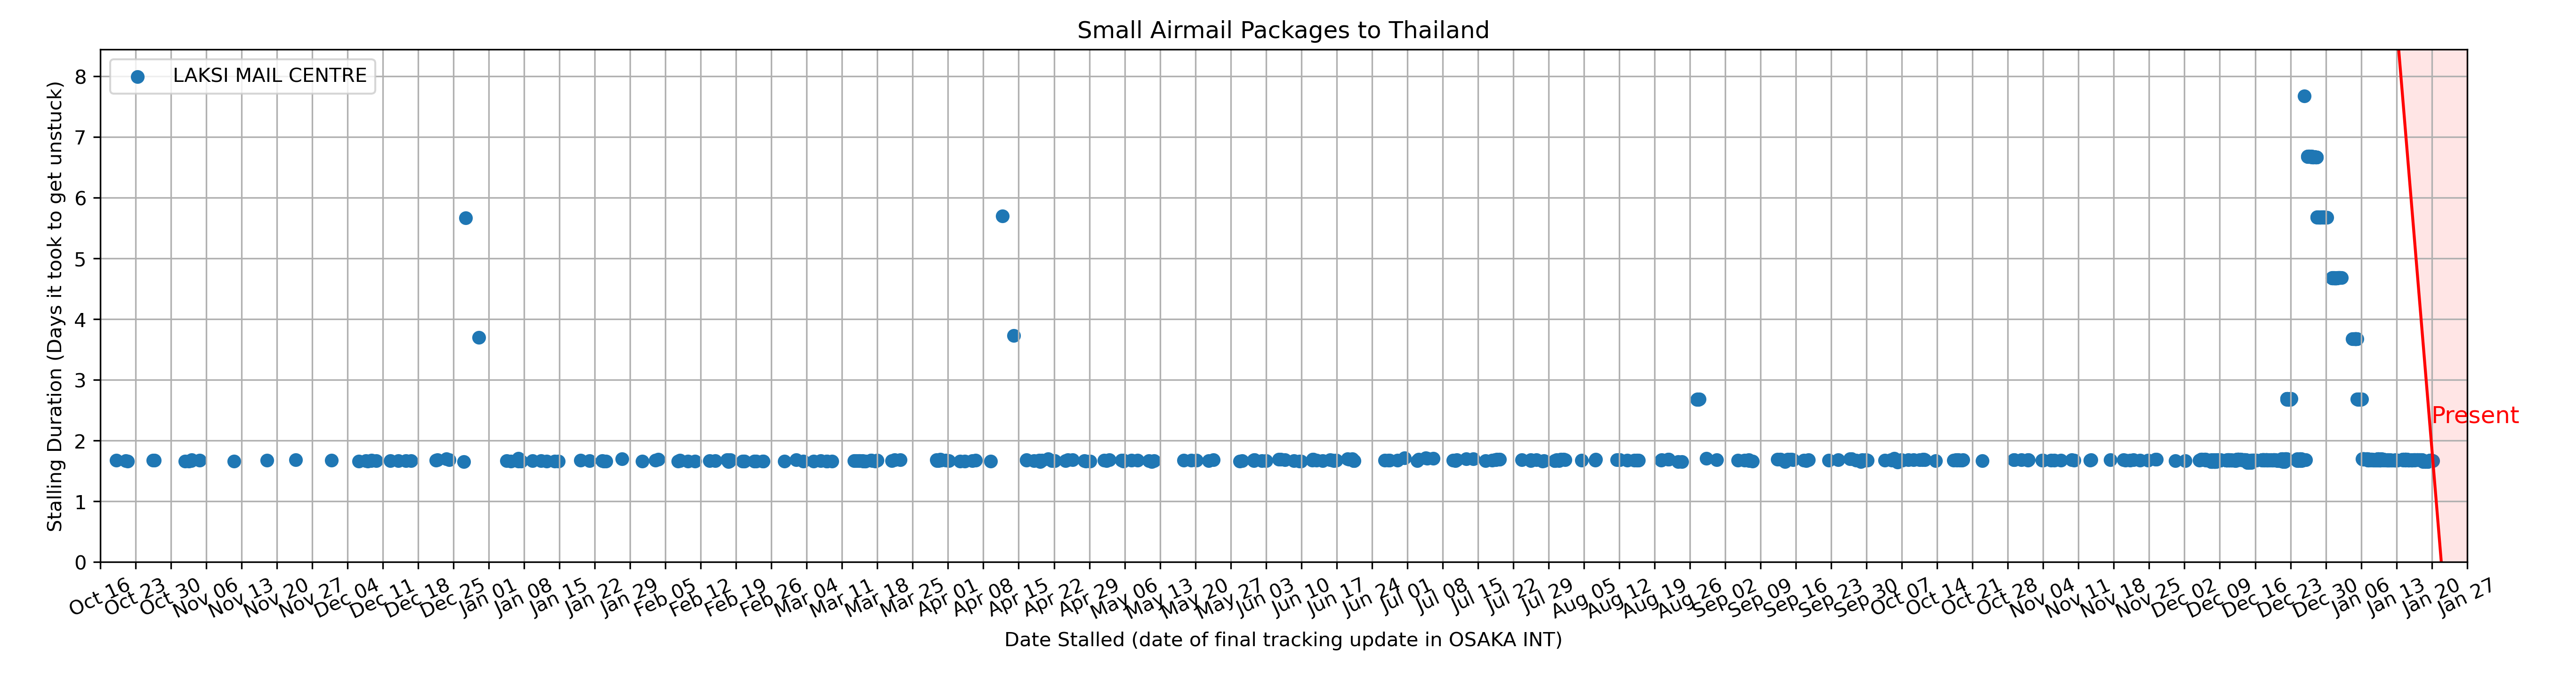 Small Airmail Packages to Thailand
LAKSI MAIL CENTRE
Stalling Duration (Days it took to get unstuck)
8
7
6
5
4
3
2
1
0
Present
Oct 16
Oct 23
Oct 30
Nov 06
Nov 13
Nov 20
Nov 27
Dec 04
Dec 11
Dec 18
Dec 25
Jan 01
Jan 08
Jan 15
Jan 22
Jan 29
Feb 05
Feb 12
Feb 19
Feb 26
Mar 04
Mar 11
Mar 18
Mar 25
Apr 01
Apr 08
Apr 15
Apr 22
Apr 29
May 06
May 13
May 20
May 27
Jun 03
Jun 10
Jun 17
Jun 24
Jul 01
Jul 08
Jul 15
Jul 22
Jul 29
Aug 05
Aug 12
Aug 19
Aug 26
Sep 02
Sep 09
Sep 16
Sep 23
Sep 30
Oct 07
Oct 14
Oct 21
Oct 28
Nov 04
Nov 11
Nov 18
Nov 25
Dec 02
Dec 09
Dec 16
Dec 23
Dec 30
Jan 06
Jan 13
Jan 20
Jan 27
Date Stalled (date of final tracking update in OSAKA INT)